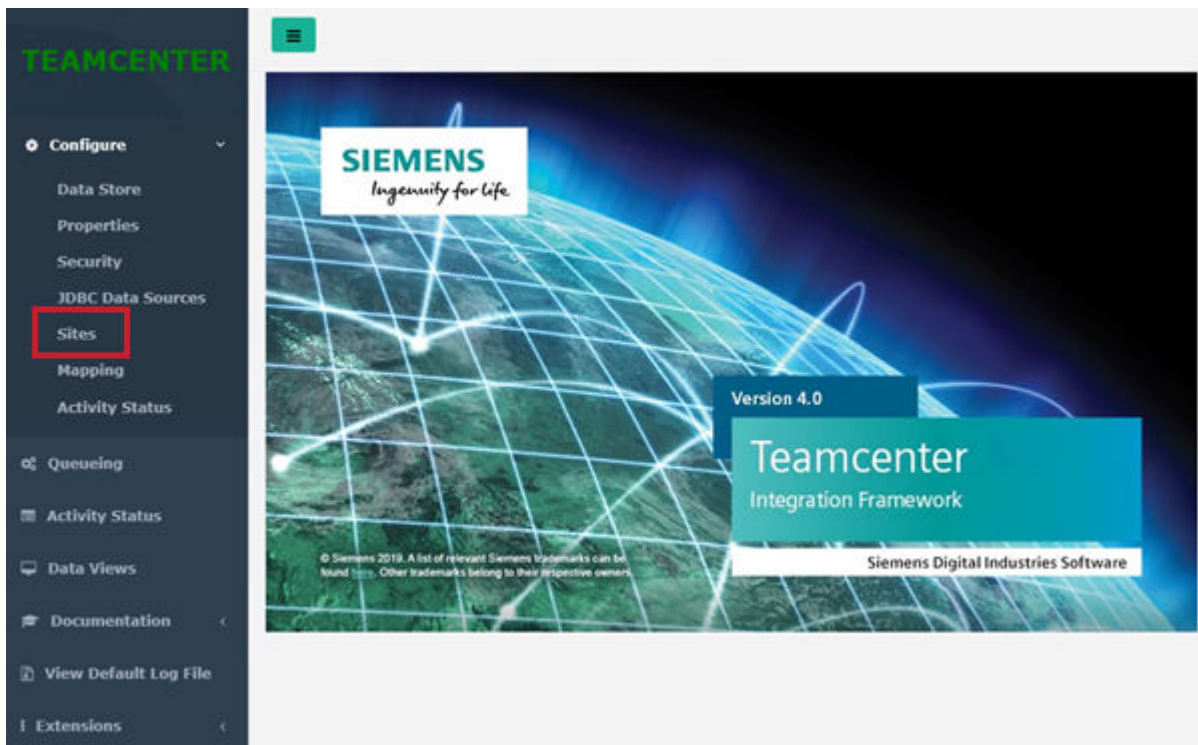 TEAMCENTER
Configure
Data Store
Properties
Security
JDBC Data Sources
Sites
Mapping
Activity Status
Queueing
Activity Status
Data Views
Documentation
View Default Log File
Extensions
SIEMENS
Ingenuity for life
Version 4.0
Teamcenter
Integration Framework
© Siemens 2019. A list of relevant Siemens trademarks can be
found here. Other trademarks belong to their respective owners.
Siemens Digital Industries Software